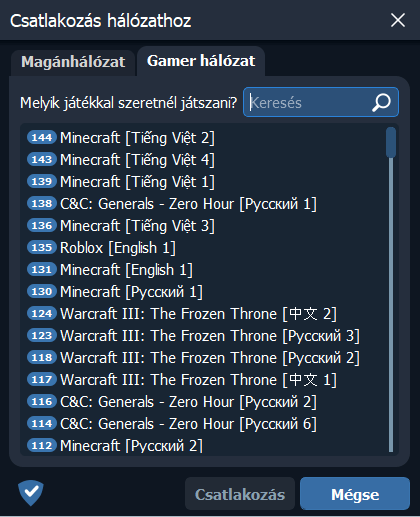 Csatlakozás hálózathoz
Magánhálózat Gamer hálózat
Melyik játékkal szeretnél játszani? Keresés
144 Minecraft [Tiếng Việt 2]
143 Minecraft [Tiếng Việt 4]
139 Minecraft [Tiếng Việt 1]
138 C&C: Generals - Zero Hour [Русский 1]
136 Minecraft [Tiếng Việt 3]
135 Roblox [English 1]
131 Minecraft [English 1]
130 Minecraft [Русский 1]
124 Warcraft III: The Frozen Throne [中文 2]
123 Warcraft III: The Frozen Throne [Русский 3]
118 Warcraft III: The Frozen Throne [Русский 2]
117 Warcraft III: The Frozen Throne [中文 1]
116 C&C: Generals - Zero Hour [Русский 2]
114 C&C: Generals - Zero Hour [Русский 6]
112 Minecraft [Русский 2]
Csatlakozás Mégse